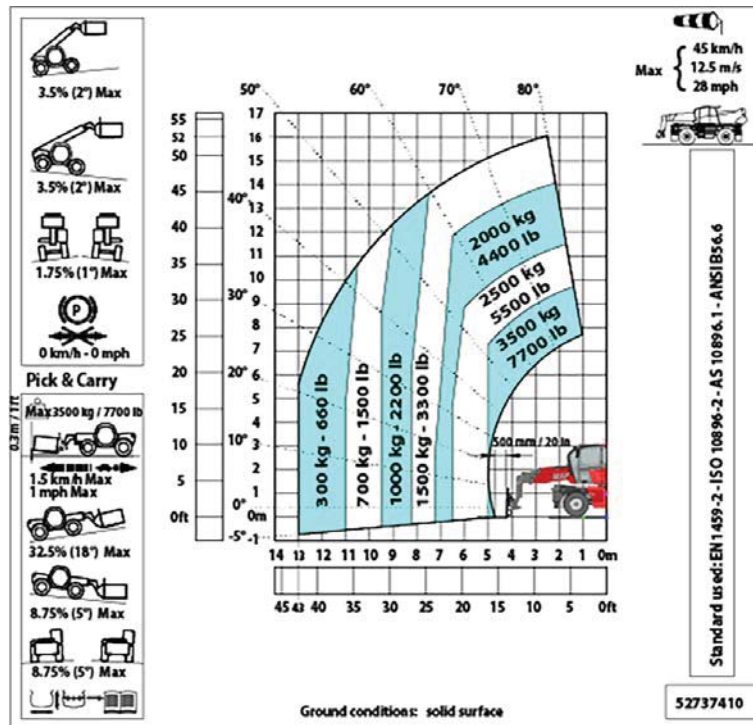 3.5% (2°) Max
3.5% (2°) Max
1.75% (1°) Max
P
0 km/h - 0 mph
Pick & Carry
0.3 m / 1 ft
Max 3500 kg / 7700 lb
1.5 km/h Max
1 mph Max
32.5% (18°) Max
8.75% (5°) Max
8.75% (5°) Max
50°
60°
70°
80°
40°
30°
20°
10°
0°
-5°
55
52
50
45
40
35
30
25
20
15
10
5
0ft
17
16
15
14
13
12
11
10
9
8
7
6
5
4
3
2
1
0m
-1
300 kg - 660 lb
700 kg - 1500 lb
1000 kg - 2200 lb
1500 kg - 3300 lb
2000 kg
4400 lb
2500 kg
5500 lb
3500 kg
7700 lb
500 mm / 20 in
14 13 12 11 10 9 8 7 6 5 4 3 2 1 0m
45 43 40 35 30 25 20 15 10 5 0ft
Ground conditions: solid surface
Max
45 km/h
12.5 m/s
28 mph
Standard used: EN 1459-2 - ISO 10896-2 - AS 10896.1 - ANSI B56.6
52737410